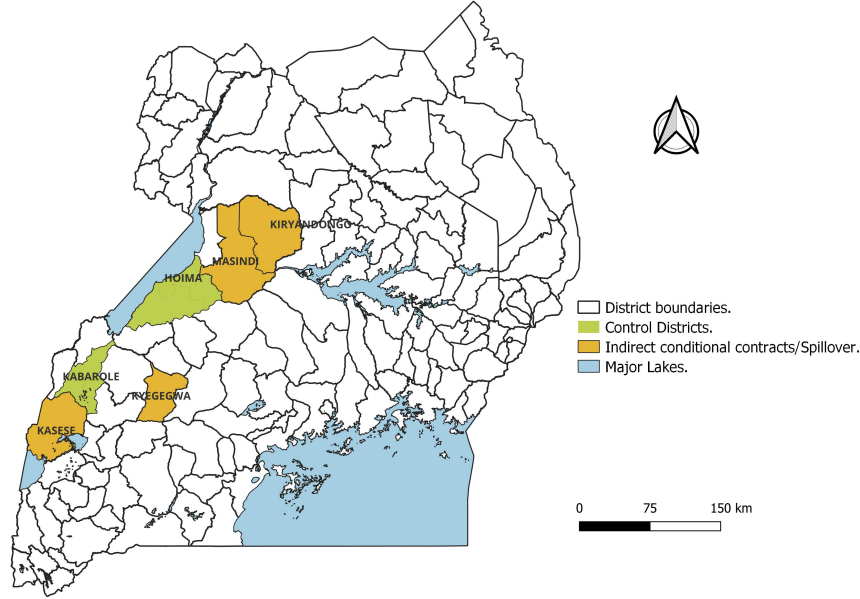 KIRYANDONGO
MASINDI
HOIMA
KABAROLE
KYEGEGWA
KASESE
District boundaries.
Control Districts.
Indirect conditional contracts/Spillover.
Major Lakes.
0 75 150 km